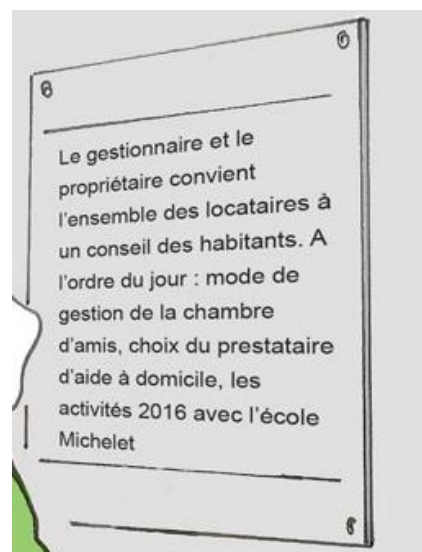 Le gestionnaire et le
propriétaire convient
l'ensemble des locataires à
un conseil des habitants. A
l'ordre du jour : mode de
gestion de la chambre
d'amis, choix du prestataire
d'aide à domicile, les
activités 2016 avec l'école
Michelet